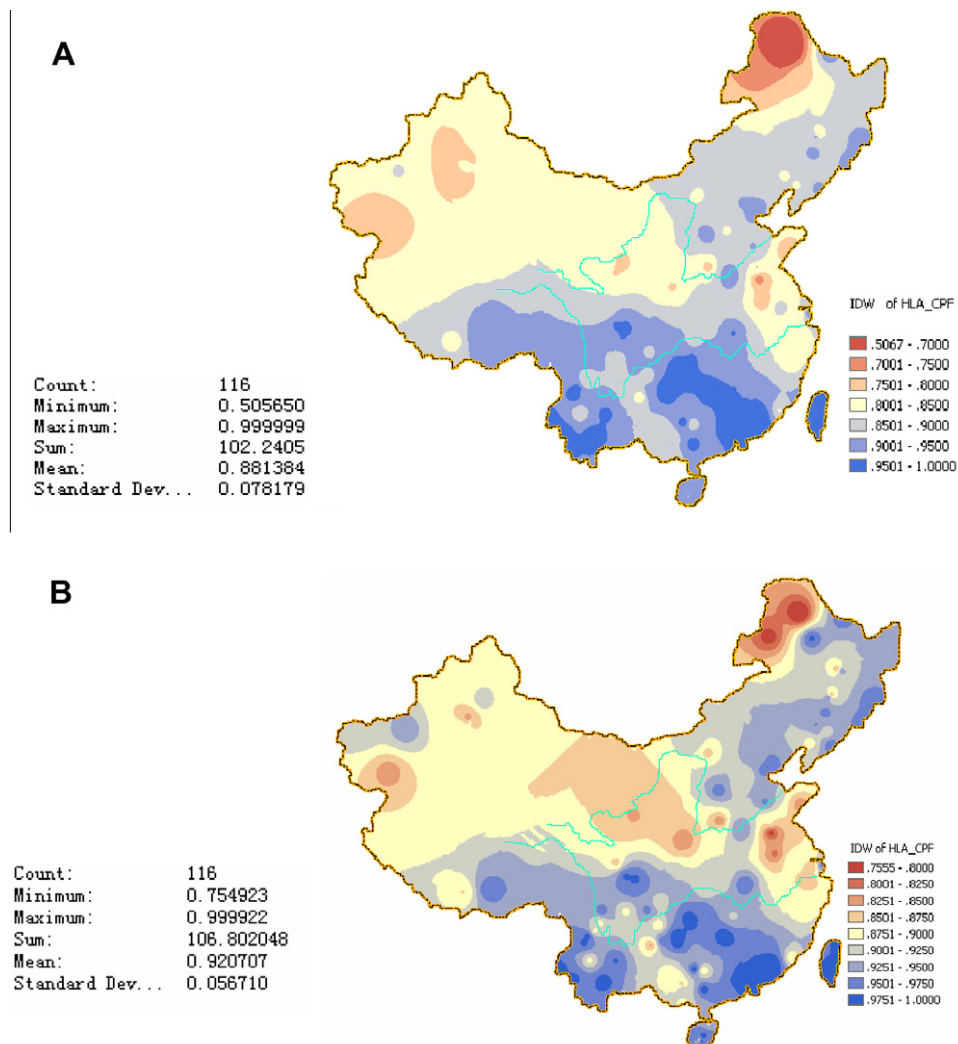 A
IDW of HLA_CPF
.5067 - .7000
.7001 - .7500
.7501 - .8000
.8001 - .8500
.8501 - .9000
.9001 - .9500
.9501 - 1.0000
Count: 116
Minimum: 0.505650
Maximum: 0.999999
Sum: 102.2405
Mean: 0.881384
Standard Dev... 0.078179
B
IDW of HLA_CPF
.7555 - .8000
.8001 - .8250
.8251 - .8500
.8501 - .8750
.8751 - .9000
.9001 - .9250
.9251 - .9500
.9501 - .9750
.9751 - 1.0000
Count: 116
Minimum: 0.754923
Maximum: 0.999922
Sum: 106.802048
Mean: 0.920707
Standard Dev... 0.056710